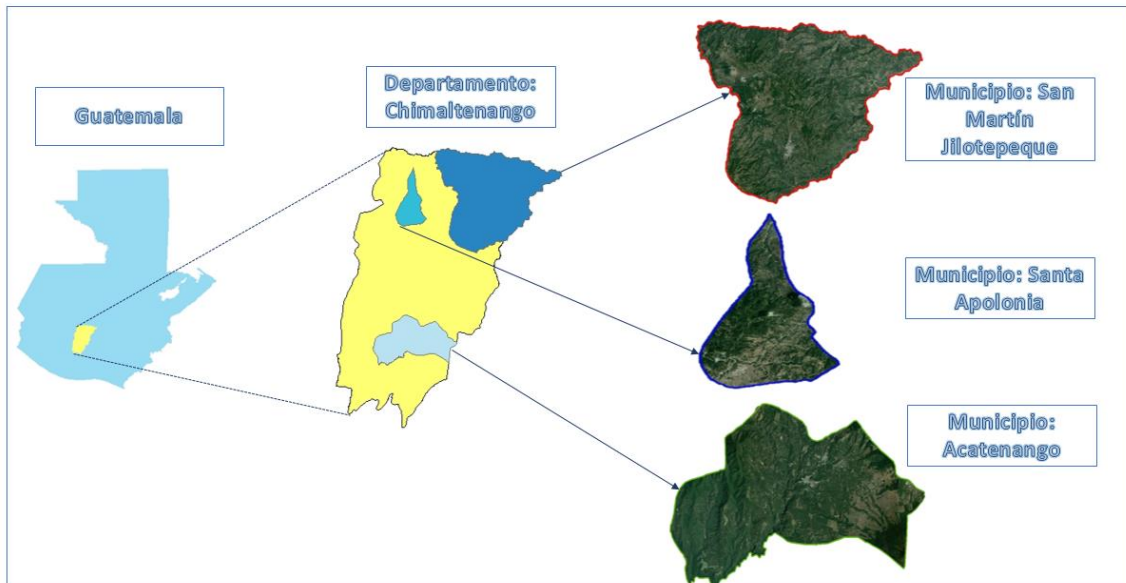 Guatemala
Departamento:
Chimaltenango
Municipio: San
Martín
Jilotepeque
Municipio: Santa
Apolonia
Municipio:
Acatenango